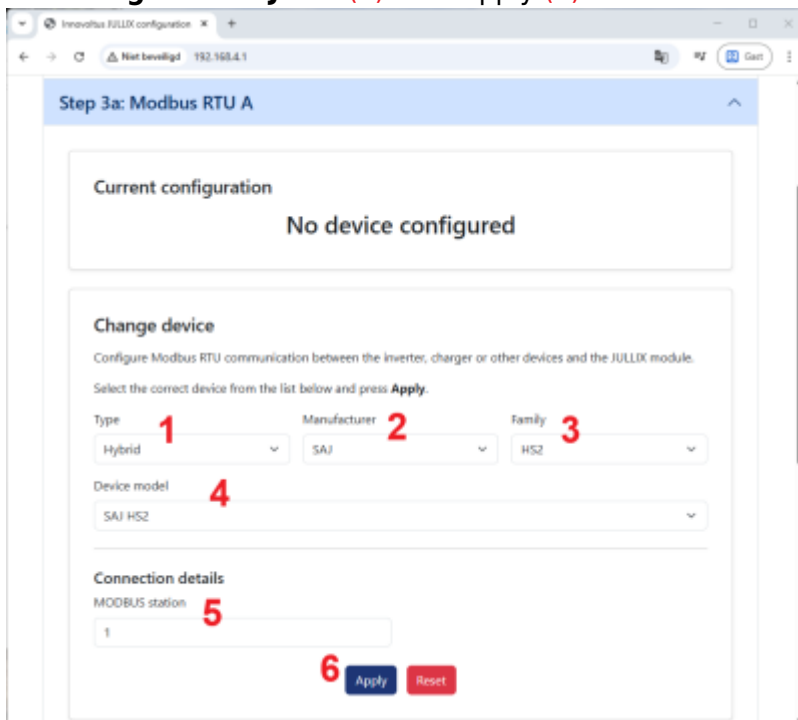 Innovoltus JULLIX configuration
Niet beveiligd 192.168.4.1
Gast
Step 3a: Modbus RTU A
Current configuration
No device configured
Change device
Configure Modbus RTU communication between the inverter, charger or other devices and the JULLIX module.
Select the correct device from the list below and press Apply.
Type 1 Manufacturer 2 Family 3
Hybrid SAJ HS2
Device model 4
SAJ HS2
Connection details
MODBUS station 5
1
6 Apply Reset